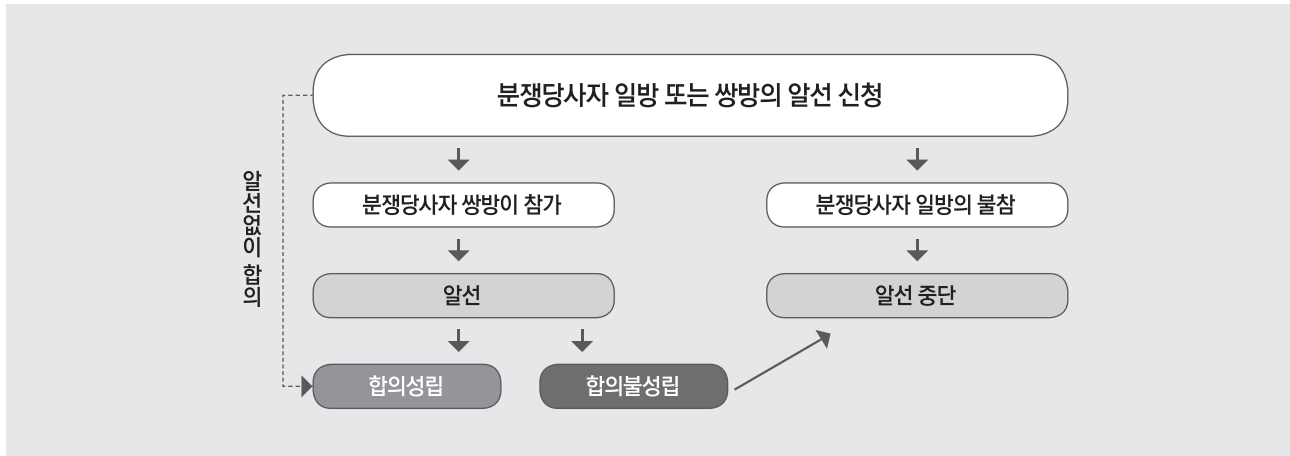 분쟁당사자 일방 또는 쌍방의 알선 신청
알선없이 합의
분쟁당사자 쌍방이 참가
분쟁당사자 일방의 불참
알선
알선 중단
합의성립
합의불성립